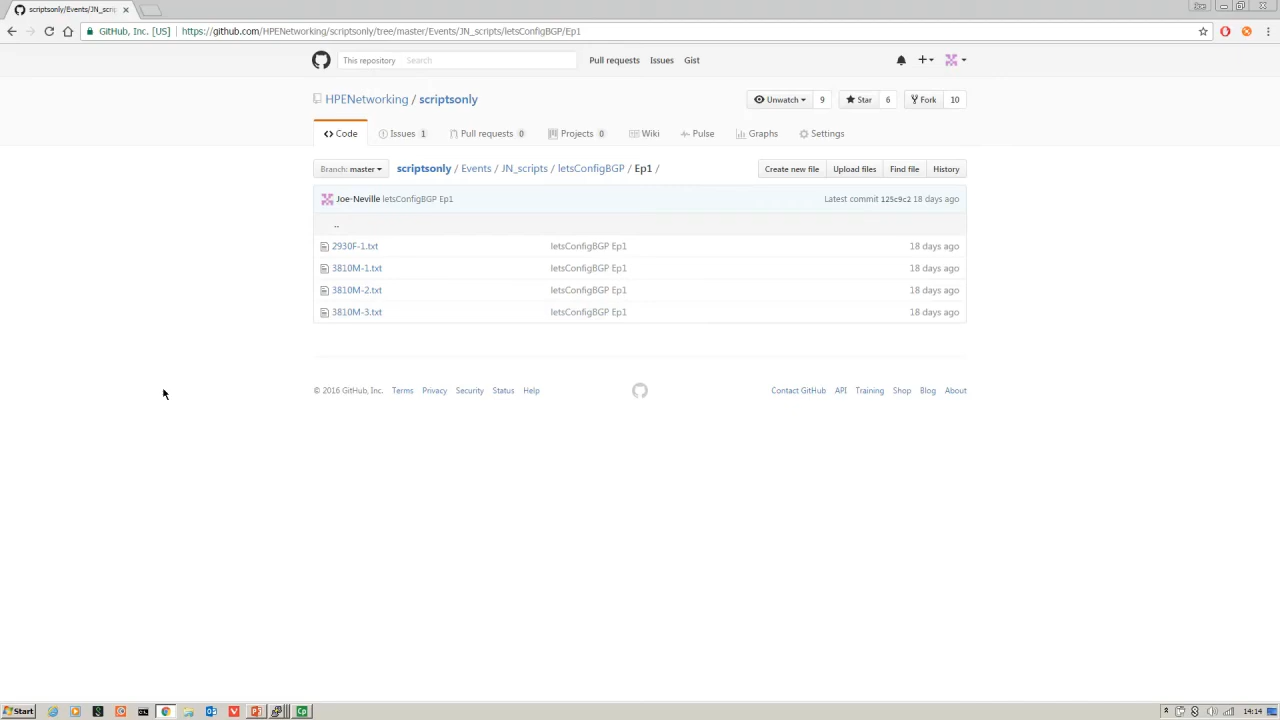 scriptsonly/Events/JN_scrip
GitHub, Inc. [US] https://github.com/HPENetworking/scriptsonly/tree/master/Events/JN_scripts/letsConfigBGP/Ep1
This repository Search Pull requests Issues Gist
HPENetworking / scriptsonly Unwatch 9 Star 6 Fork 10
Code Issues 1 Pull requests 0 Projects 0 Wiki Pulse Graphs Settings
Branch: master scriptsonly / Events / JN_scripts / letsConfigBGP / Ep1 / Create new file Upload files Find file History
Joe-Neville letsConfigBGP Ep1 Latest commit 125c9c2 18 days ago
..
2930F-1.txt letsConfigBGP Ep1 18 days ago
3810M-1.txt letsConfigBGP Ep1 18 days ago
3810M-2.txt letsConfigBGP Ep1 18 days ago
3810M-3.txt letsConfigBGP Ep1 18 days ago
© 2016 GitHub, Inc. Terms Privacy Security Status Help Contact GitHub API Training Shop Blog About
Start 14:14